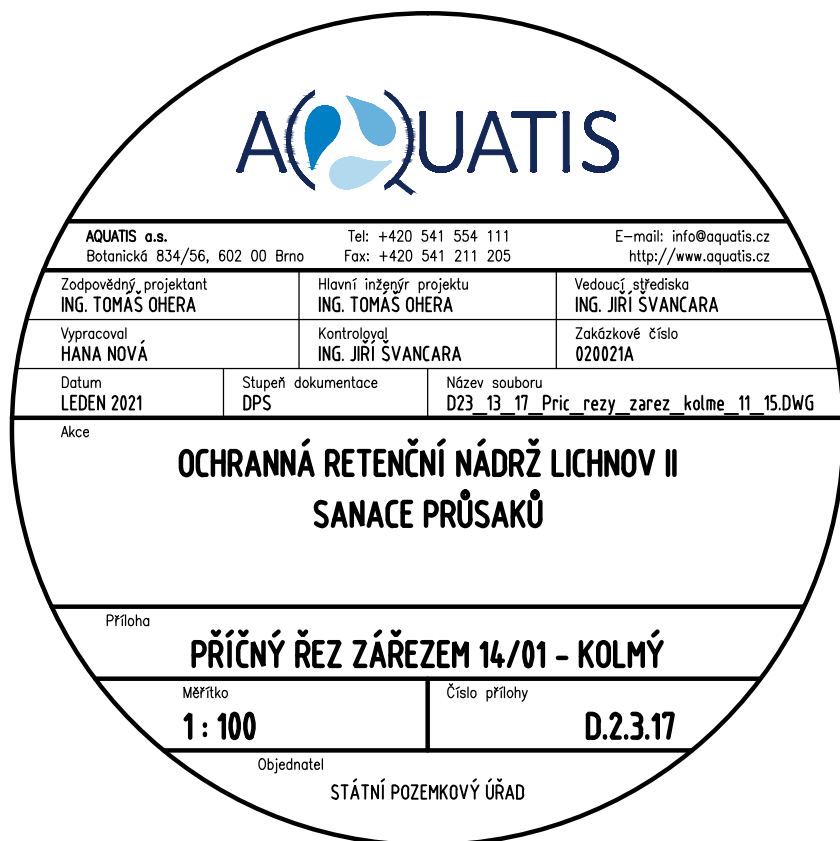 AQUATIS
AQUATIS a.s. Tel: +420 541 554 111 E-mail: info@aquatis.cz
Botanická 834/56, 602 00 Brno Fax: +420 541 211 205 http://www.aquatis.cz
Zodpovědný projektant Hlavní inženýr projektu Vedoucí střediska
ING. TOMÁŠ OHERA ING. TOMÁŠ OHERA ING. JIŘÍ ŠVANCARA
Vypracoval Kontroloval Zakázkové číslo
HANA NOVÁ ING. JIŘÍ ŠVANCARA 020021A
Datum Stupeň dokumentace Název souboru
LEDEN 2021 DPS D23_13_17_Pric_rezy_zarez_kolme_11_15.DWG
Akce
OCHRANNÁ RETENČNÍ NÁDRŽ LICHNOV II
SANACE PRŮSAKŮ
Příloha
PŘÍČNÝ ŘEZ ZÁŘEZEM 14/01 - KOLMÝ
Měřítko Číslo přílohy
1 : 100 D.2.3.17
Objednatel
STÁTNÍ POZEMKOVÝ ÚŘAD